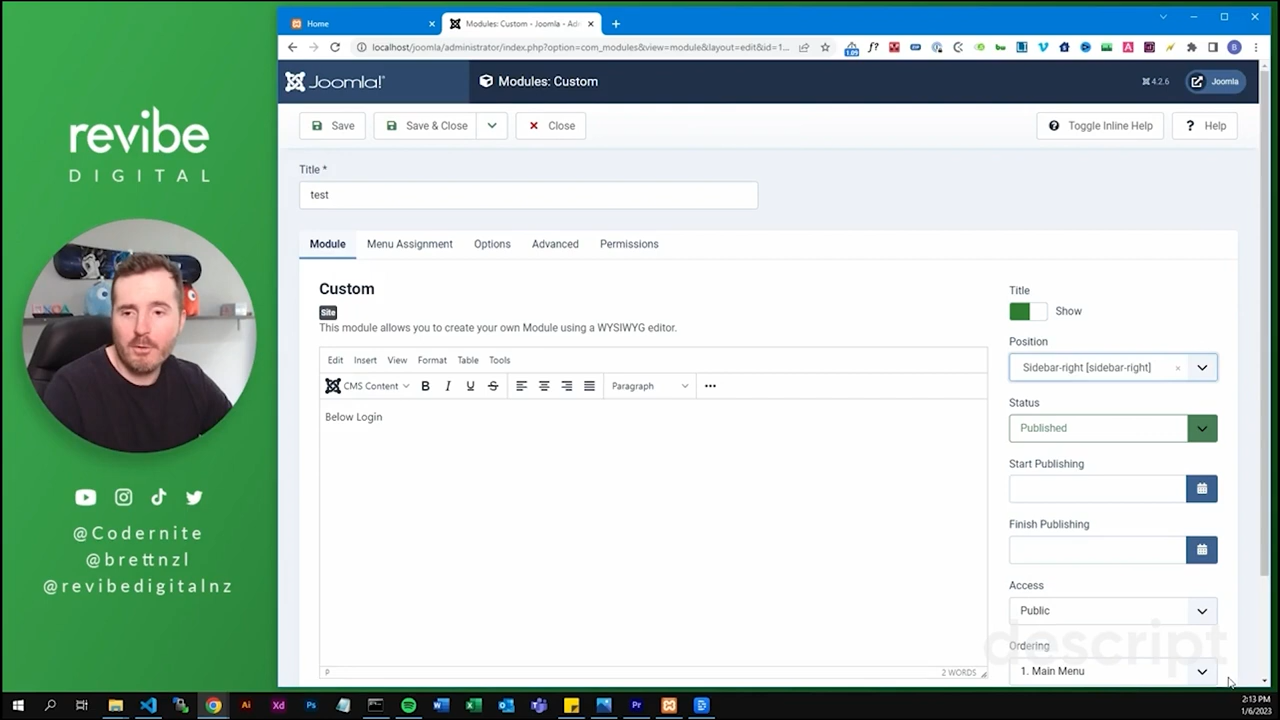 revibe
DIGITAL
@Codernite
@brettnzl
@revibedigitalnz
Home
Modules: Custom - Joomla - Ad
localhost/joomla/administrator/index.php?option=com_modules&view=module&layout=edit&id=1...
Joomla!
Modules: Custom
4.2.6
Joomla
Save
Save & Close
Close
Toggle Inline Help
? Help
Title *
test
Module
Menu Assignment
Options
Advanced
Permissions
Custom
Site
This module allows you to create your own Module using a WYSIWYG editor.
Edit
Insert
View
Format
Table
Tools
CMS Content
B
I
U
S
Paragraph
Below Login
P
2 WORDS
Title
Show
Position
Sidebar-right [sidebar-right]
Status
Published
Start Publishing
Finish Publishing
Access
Public
Ordering
1. Main Menu
descript
Ai
Xd
Ps
Pr
2:13 PM
1/6/2023